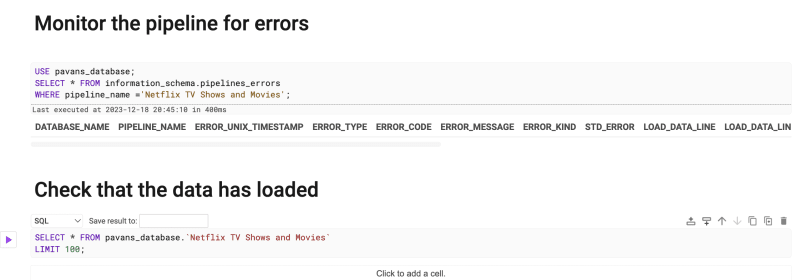 Monitor the pipeline for errors
USE pavans_database;
SELECT * FROM information_schema.pipelines_errors
WHERE pipeline_name ='Netflix TV Shows and Movies';
Last executed at 2023-12-18 20:45:10 in 400ms
DATABASE_NAME PIPELINE_NAME ERROR_UNIX_TIMESTAMP ERROR_TYPE ERROR_CODE ERROR_MESSAGE ERROR_KIND STD_ERROR LOAD_DATA_LINE LOAD_DATA_LIN
Check that the data has loaded
SQL Save result to:
SELECT * FROM pavans_database.`Netflix TV Shows and Movies`
LIMIT 100;
Click to add a cell.